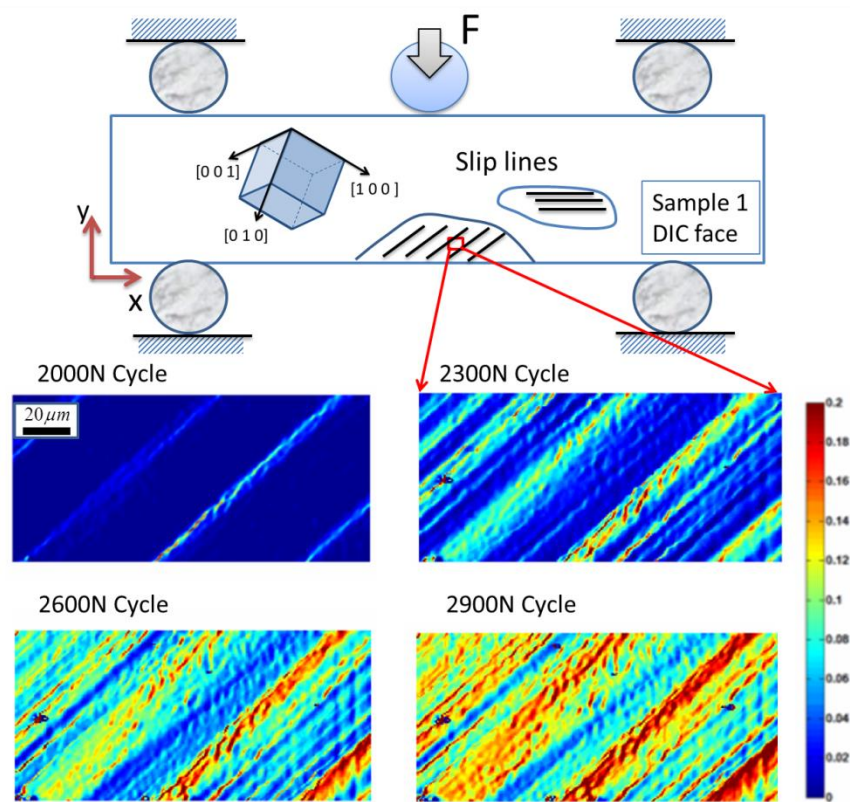 F
[0 0 1]
[1 0 0 ]
[0 1 0]
Slip lines
Sample 1
DIC face
y
x
2000N Cycle
2300N Cycle
20 μm
0.2
0.18
0.16
0.14
0.12
0.1
0.08
0.06
0.04
0.02
0
2600N Cycle
2900N Cycle